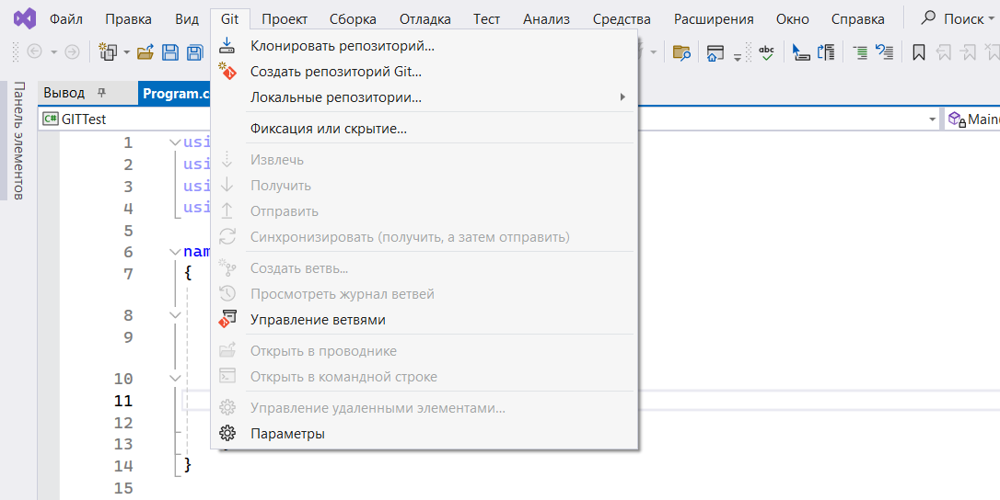 Файл Правка Вид Git Проект Сборка Отладка Тест Анализ Средства Расширения Окно Справка Поиск
abc
Панель элементов
Вывод Program.c
C# GITTest Main
Клонировать репозиторий...
Создать репозиторий Git...
Локальные репозитории...
Фиксация или скрытие...
Извлечь
Получить
Отправить
Синхронизировать (получить, а затем отправить)
Создать ветвь...
Просмотреть журнал ветвей
Управление ветвями
Открыть в проводнике
Открыть в командной строке
Управление удаленными элементами...
Параметры
1 usi
2 usi
3 usi
4 usi
5
6 nam
7 {
8
9
10
11
12
13
14 }
15